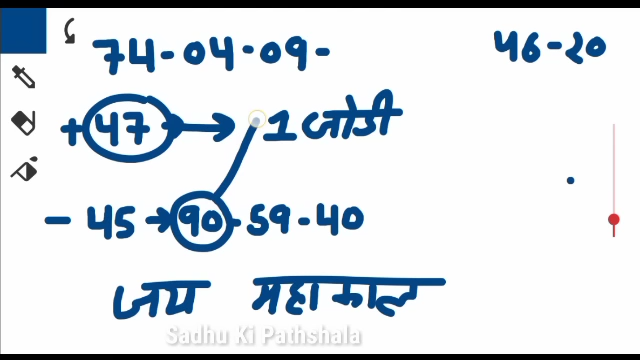 74-04-09- 46-20
+ 47 → 1 जोडी
- 45 → 90-59-40
जय महाकाल
Sadhu Ki Pathshala